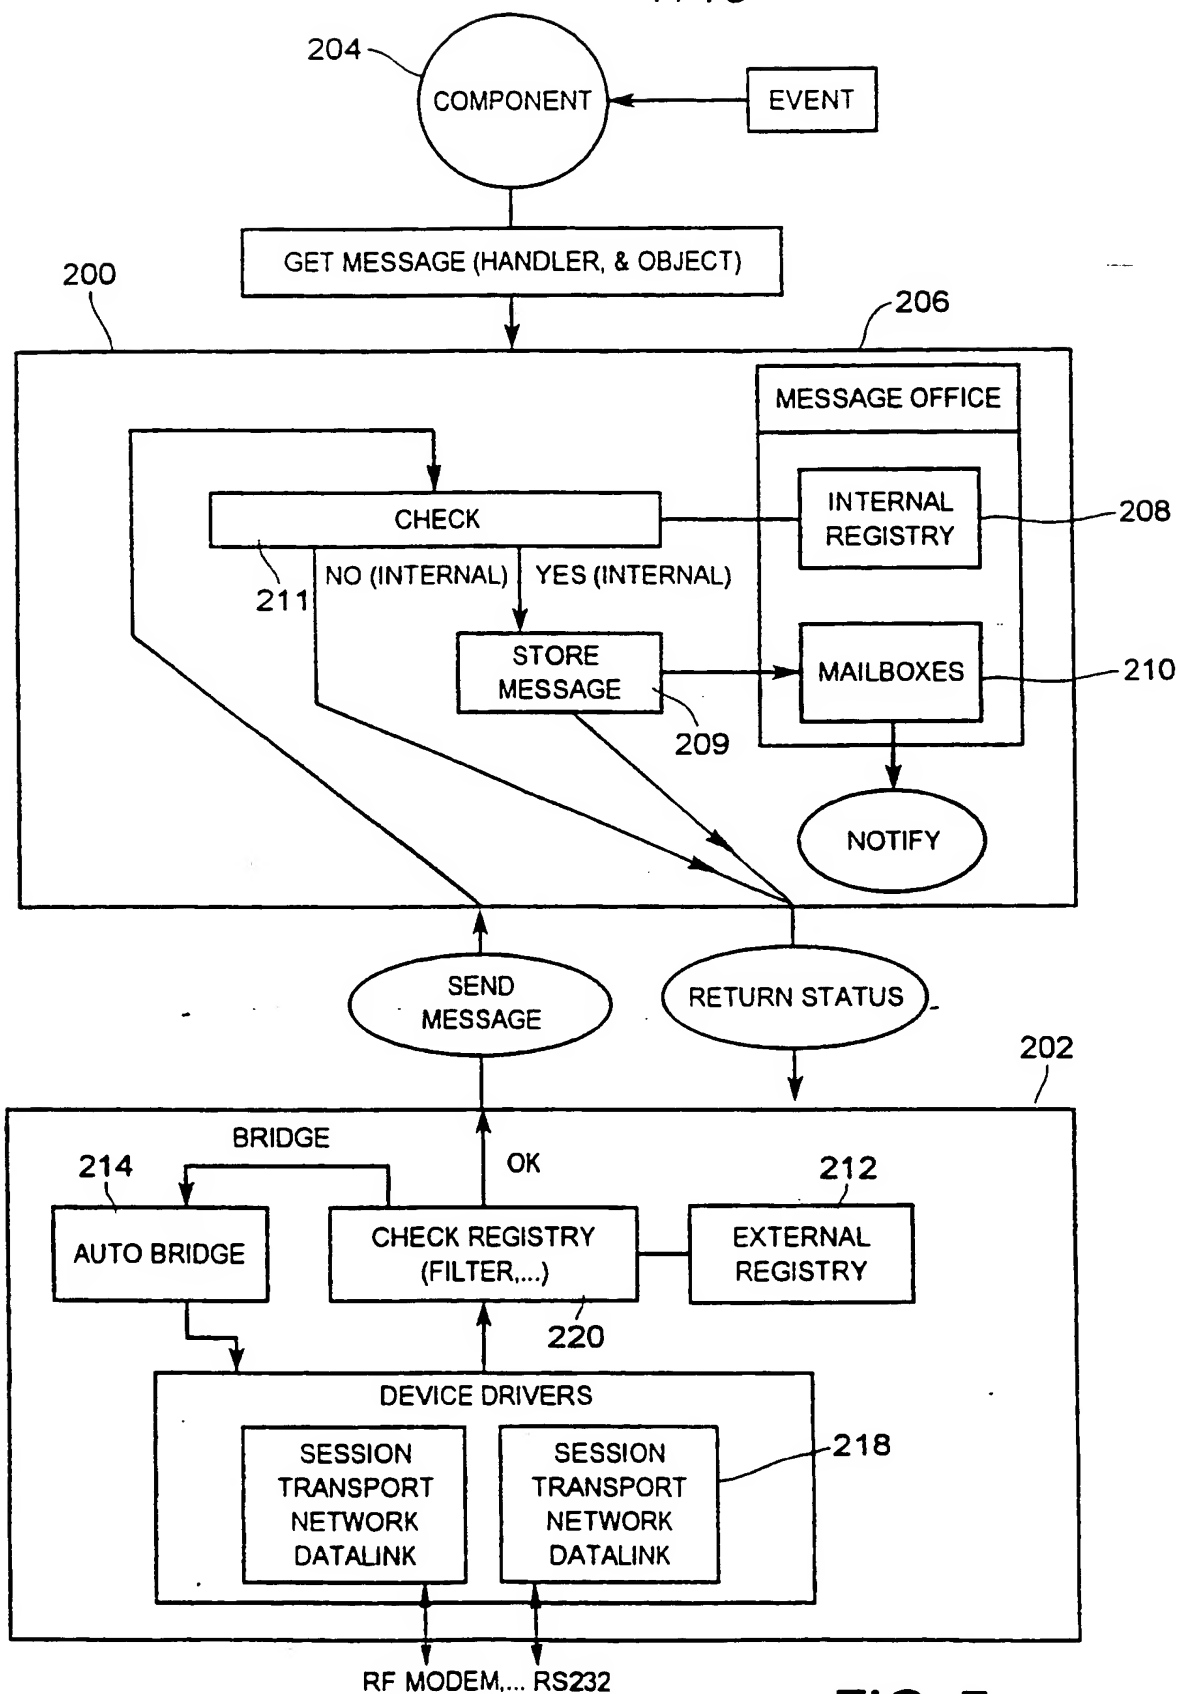 204
COMPONENT
EVENT
GET MESSAGE (HANDLER, & OBJECT)
200
206
MESSAGE OFFICE
CHECK
INTERNAL
REGISTRY
208
211
NO (INTERNAL)
YES (INTERNAL)
STORE
MESSAGE
209
MAILBOXES
210
NOTIFY
SEND
MESSAGE
RETURN STATUS
202
BRIDGE
OK
214
212
AUTO BRIDGE
CHECK REGISTRY
(FILTER,...)
EXTERNAL
REGISTRY
220
DEVICE DRIVERS
SESSION
TRANSPORT
NETWORK
DATALINK
SESSION
TRANSPORT
NETWORK
DATALINK
218
RF MODEM,... RS232